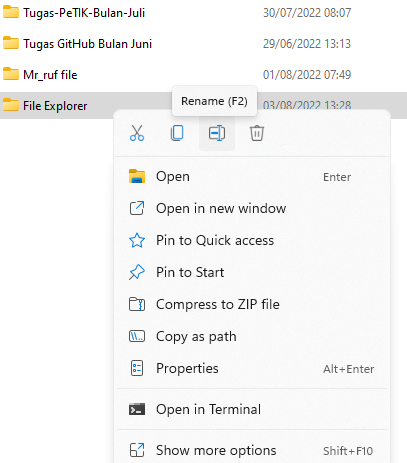 Tugas-PeTIK-Bulan-Juli 30/07/2022 08:07
Tugas GitHub Bulan Juni 29/06/2022 13:13
Mr_ruf file 01/08/2022 07:49
Rename (F2)
File Explorer 03/08/2022 13:28
Open Enter
Open in new window
Pin to Quick access
Pin to Start
Compress to ZIP file
Copy as path
Properties Alt+Enter
Open in Terminal
Show more options Shift+F10